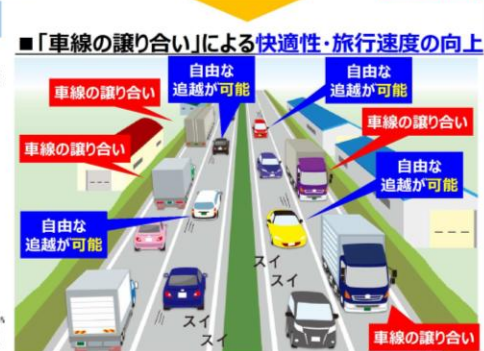 ■「車線の譲り合い」による快適性・旅行速度の向上
自由な
追越が可能
自由な
追越が可能
車線の譲り合い
車線の譲り合い
車線の譲り合い
自由な
追越が可能
自由な
追越が可能
スイ
スイ
スイ
スイ
車線の譲り合い